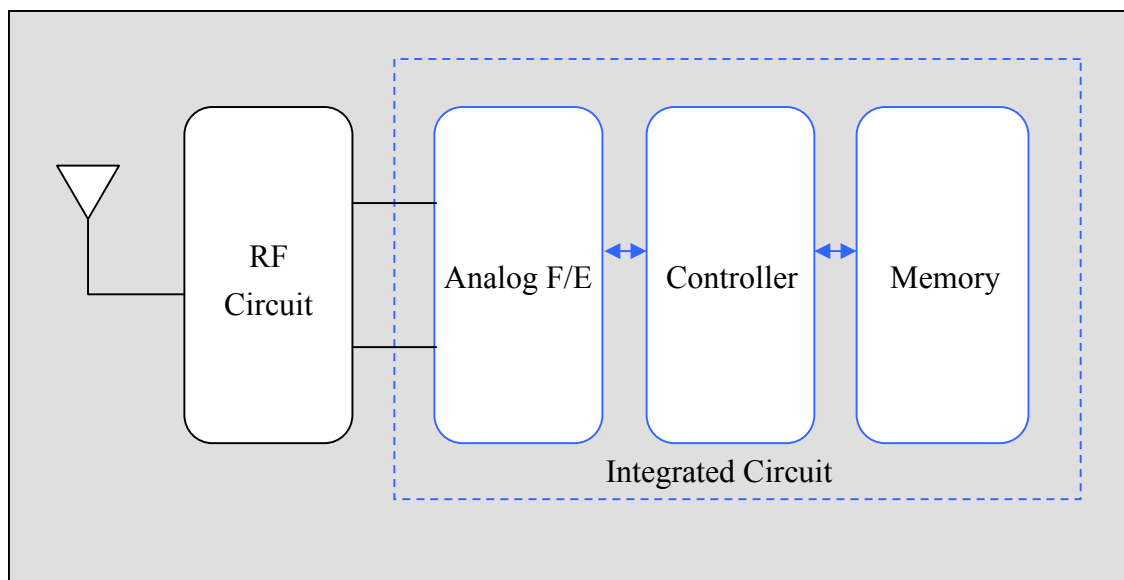 RF
Circuit
Analog F/E
Controller
Memory
Integrated Circuit